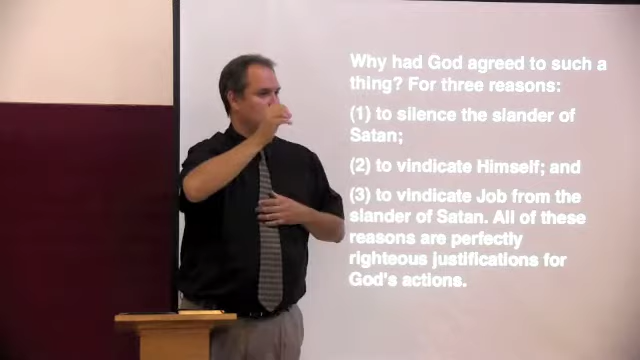 Why had God agreed to such a
thing? For three reasons:
(1) to silence the slander of
Satan;
(2) to vindicate Himself; and
(3) to vindicate Job from the
slander of Satan. All of these
reasons are perfectly
righteous justifications for
God's actions.